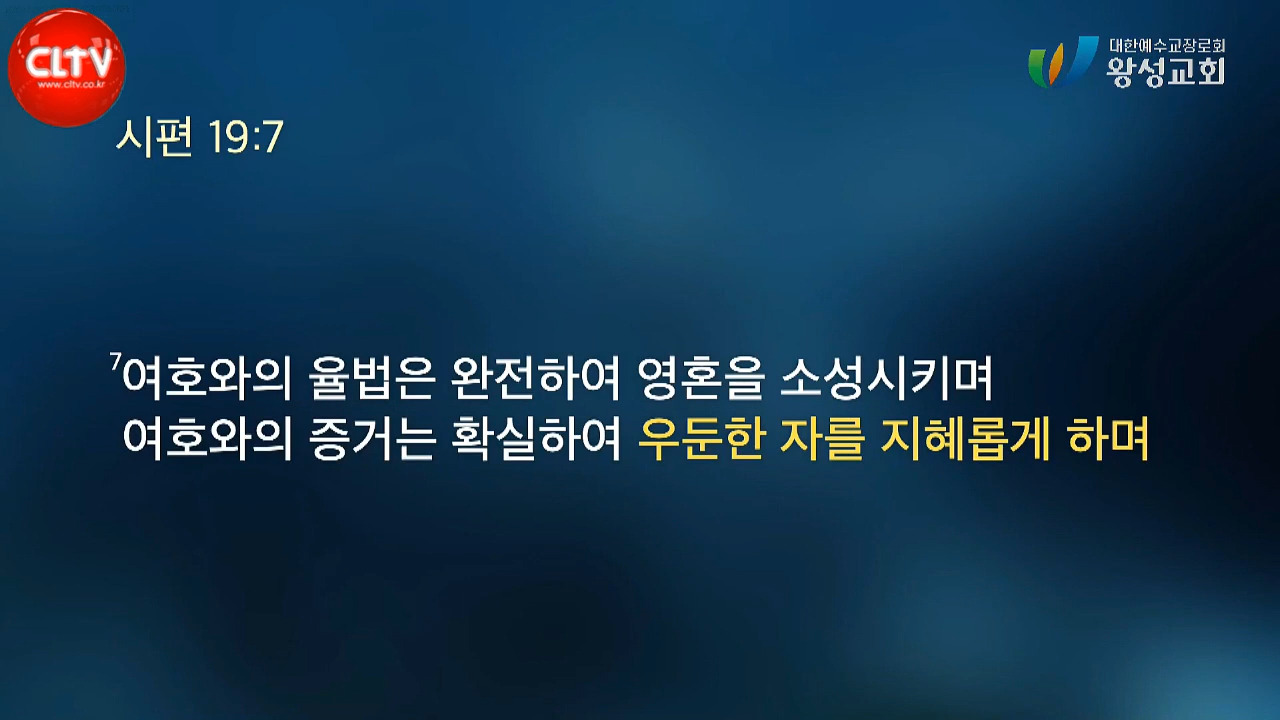 CLTV
www.cltv.co.kr
대한예수교장로회
왕성교회
시편 19:7
7여호와의 율법은 완전하여 영혼을 소성시키며
여호와의 증거는 확실하여 우둔한 자를 지혜롭게 하며